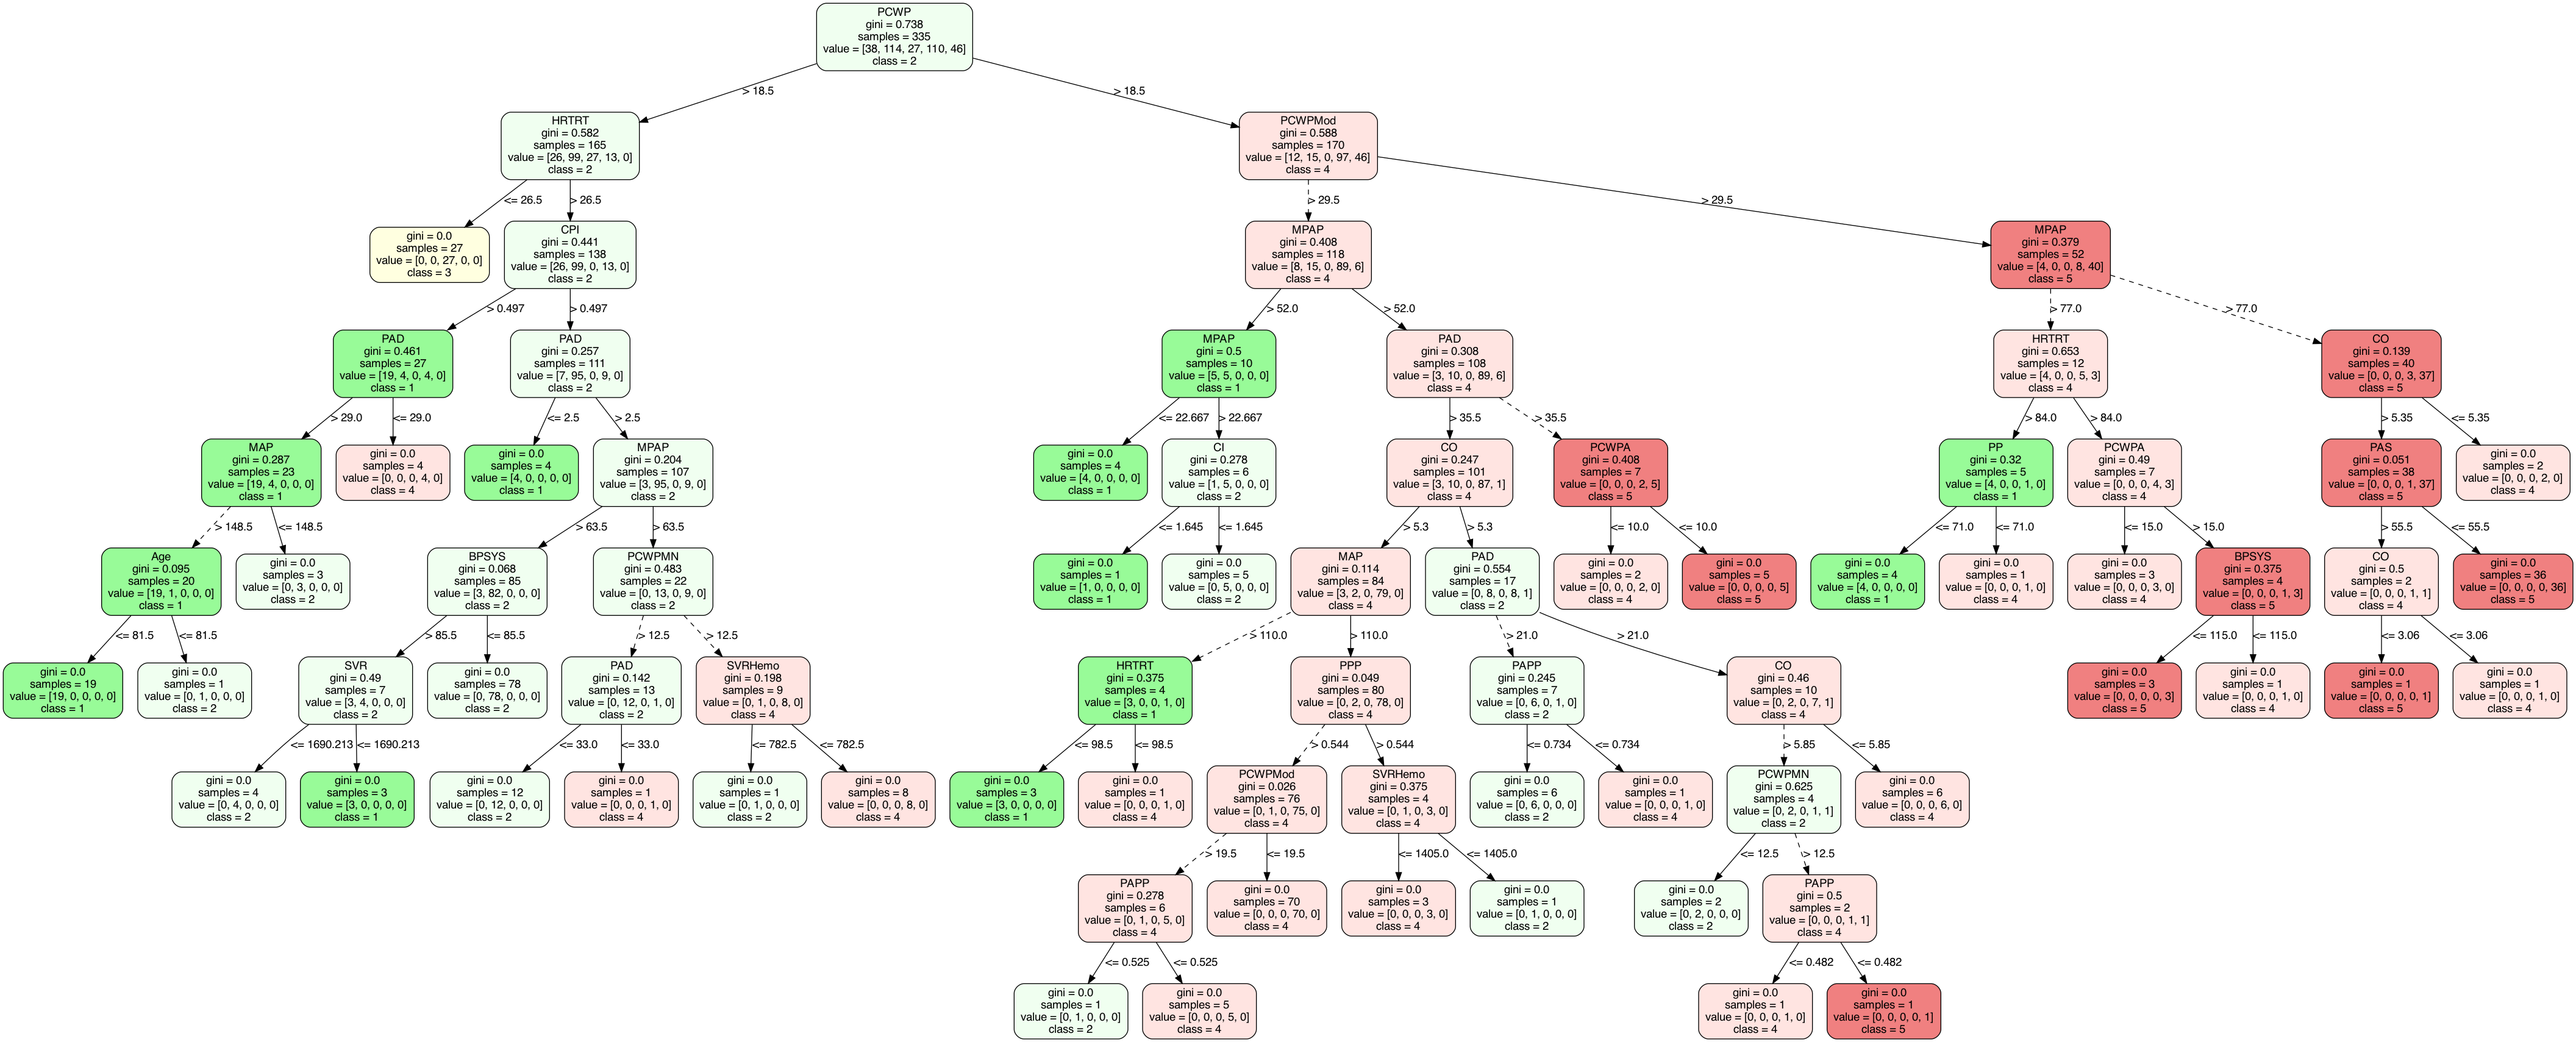 PCWP
gini = 0.738
samples = 335
value = [38, 114, 27, 110, 46]
class = 2
> 18.5
> 18.5
HRTRT
gini = 0.582
samples = 165
value = [26, 99, 27, 13, 0]
class = 2
PCWPMod
gini = 0.588
samples = 170
value = [12, 15, 0, 97, 46]
class = 4
<= 26.5
> 26.5
> 29.5
> 29.5
gini = 0.0
samples = 27
value = [0, 0, 27, 0, 0]
class = 3
CPI
gini = 0.441
samples = 138
value = [26, 99, 0, 13, 0]
class = 2
MPAP
gini = 0.408
samples = 118
value = [8, 15, 0, 89, 6]
class = 4
MPAP
gini = 0.379
samples = 52
value = [4, 0, 0, 8, 40]
class = 5
> 0.497
> 0.497
> 52.0
> 52.0
> 77.0
> 77.0
PAD
gini = 0.461
samples = 27
value = [19, 4, 0, 4, 0]
class = 1
PAD
gini = 0.257
samples = 111
value = [7, 95, 0, 9, 0]
class = 2
MPAP
gini = 0.5
samples = 10
value = [5, 5, 0, 0, 0]
class = 1
PAD
gini = 0.308
samples = 108
value = [3, 10, 0, 89, 6]
class = 4
HRTRT
gini = 0.653
samples = 12
value = [4, 0, 0, 5, 3]
class = 4
CO
gini = 0.139
samples = 40
value = [0, 0, 0, 3, 37]
class = 5
> 29.0
<= 29.0
<= 2.5
> 2.5
<= 22.667
> 22.667
> 35.5
> 35.5
> 84.0
> 84.0
> 5.35
<= 5.35
MAP
gini = 0.287
samples = 23
value = [19, 4, 0, 0, 0]
class = 1
gini = 0.0
samples = 4
value = [0, 0, 0, 4, 0]
class = 4
gini = 0.0
samples = 4
value = [4, 0, 0, 0, 0]
class = 1
MPAP
gini = 0.204
samples = 107
value = [3, 95, 0, 9, 0]
class = 2
gini = 0.0
samples = 4
value = [4, 0, 0, 0, 0]
class = 1
CI
gini = 0.278
samples = 6
value = [1, 5, 0, 0, 0]
class = 2
CO
gini = 0.247
samples = 101
value = [3, 10, 0, 87, 1]
class = 4
PCWPA
gini = 0.408
samples = 7
value = [0, 0, 0, 2, 5]
class = 5
PP
gini = 0.32
samples = 5
value = [4, 0, 0, 1, 0]
class = 1
PCWPA
gini = 0.49
samples = 7
value = [0, 0, 0, 4, 3]
class = 4
PAS
gini = 0.051
samples = 38
value = [0, 0, 0, 1, 37]
class = 5
gini = 0.0
samples = 2
value = [0, 0, 0, 2, 0]
class = 4
> 148.5
<= 148.5
> 63.5
> 63.5
<= 1.645
<= 1.645
> 5.3
> 5.3
<= 10.0
<= 10.0
<= 71.0
<= 71.0
<= 15.0
> 15.0
> 55.5
<= 55.5
Age
gini = 0.095
samples = 20
value = [19, 1, 0, 0, 0]
class = 1
gini = 0.0
samples = 3
value = [0, 3, 0, 0, 0]
class = 2
BPSYS
gini = 0.068
samples = 85
value = [3, 82, 0, 0, 0]
class = 2
PCWPMN
gini = 0.483
samples = 22
value = [0, 13, 0, 9, 0]
class = 2
gini = 0.0
samples = 1
value = [1, 0, 0, 0, 0]
class = 1
gini = 0.0
samples = 5
value = [0, 5, 0, 0, 0]
class = 2
MAP
gini = 0.114
samples = 84
value = [3, 2, 0, 79, 0]
class = 4
PAD
gini = 0.554
samples = 17
value = [0, 8, 0, 8, 1]
class = 2
gini = 0.0
samples = 2
value = [0, 0, 0, 2, 0]
class = 4
gini = 0.0
samples = 5
value = [0, 0, 0, 0, 5]
class = 5
gini = 0.0
samples = 4
value = [4, 0, 0, 0, 0]
class = 1
gini = 0.0
samples = 1
value = [0, 0, 0, 1, 0]
class = 4
gini = 0.0
samples = 3
value = [0, 0, 0, 3, 0]
class = 4
BPSYS
gini = 0.375
samples = 4
value = [0, 0, 0, 1, 3]
class = 5
CO
gini = 0.5
samples = 2
value = [0, 0, 0, 1, 1]
class = 4
gini = 0.0
samples = 36
value = [0, 0, 0, 0, 36]
class = 5
<= 81.5
<= 81.5
> 85.5
<= 85.5
> 12.5
> 12.5
> 110.0
> 110.0
> 21.0
> 21.0
<= 115.0
<= 115.0
<= 3.06
<= 3.06
gini = 0.0
samples = 19
value = [19, 0, 0, 0, 0]
class = 1
gini = 0.0
samples = 1
value = [0, 1, 0, 0, 0]
class = 2
SVR
gini = 0.49
samples = 7
value = [3, 4, 0, 0, 0]
class = 2
gini = 0.0
samples = 78
value = [0, 78, 0, 0, 0]
class = 2
PAD
gini = 0.142
samples = 13
value = [0, 12, 0, 1, 0]
class = 2
SVRHemo
gini = 0.198
samples = 9
value = [0, 1, 0, 8, 0]
class = 4
HRTRT
gini = 0.375
samples = 4
value = [3, 0, 0, 1, 0]
class = 1
PPP
gini = 0.049
samples = 80
value = [0, 2, 0, 78, 0]
class = 4
PAPP
gini = 0.245
samples = 7
value = [0, 6, 0, 1, 0]
class = 2
CO
gini = 0.46
samples = 10
value = [0, 2, 0, 7, 1]
class = 4
gini = 0.0
samples = 3
value = [0, 0, 0, 0, 3]
class = 5
gini = 0.0
samples = 1
value = [0, 0, 0, 1, 0]
class = 4
gini = 0.0
samples = 1
value = [0, 0, 0, 0, 1]
class = 5
gini = 0.0
samples = 1
value = [0, 0, 0, 1, 0]
class = 4
<= 1690.213
<= 1690.213
<= 33.0
<= 33.0
<= 782.5
<= 782.5
<= 98.5
<= 98.5
> 0.544
> 0.544
<= 0.734
<= 0.734
> 5.85
<= 5.85
gini = 0.0
samples = 4
value = [0, 4, 0, 0, 0]
class = 2
gini = 0.0
samples = 3
value = [3, 0, 0, 0, 0]
class = 1
gini = 0.0
samples = 12
value = [0, 12, 0, 0, 0]
class = 2
gini = 0.0
samples = 1
value = [0, 0, 0, 1, 0]
class = 4
gini = 0.0
samples = 1
value = [0, 1, 0, 0, 0]
class = 2
gini = 0.0
samples = 8
value = [0, 0, 0, 8, 0]
class = 4
gini = 0.0
samples = 3
value = [3, 0, 0, 0, 0]
class = 1
gini = 0.0
samples = 1
value = [0, 0, 0, 1, 0]
class = 4
PCWPMod
gini = 0.026
samples = 76
value = [0, 1, 0, 75, 0]
class = 4
SVRHemo
gini = 0.375
samples = 4
value = [0, 1, 0, 3, 0]
class = 4
gini = 0.0
samples = 6
value = [0, 6, 0, 0, 0]
class = 2
gini = 0.0
samples = 1
value = [0, 0, 0, 1, 0]
class = 4
PCWPMN
gini = 0.625
samples = 4
value = [0, 2, 0, 1, 1]
class = 2
gini = 0.0
samples = 6
value = [0, 0, 0, 6, 0]
class = 4
> 19.5
<= 19.5
<= 1405.0
<= 1405.0
<= 12.5
> 12.5
PAPP
gini = 0.278
samples = 6
value = [0, 1, 0, 5, 0]
class = 4
gini = 0.0
samples = 70
value = [0, 0, 0, 70, 0]
class = 4
gini = 0.0
samples = 3
value = [0, 0, 0, 3, 0]
class = 4
gini = 0.0
samples = 1
value = [0, 1, 0, 0, 0]
class = 2
gini = 0.0
samples = 2
value = [0, 2, 0, 0, 0]
class = 2
PAPP
gini = 0.5
samples = 2
value = [0, 0, 0, 1, 1]
class = 4
<= 0.525
<= 0.525
<= 0.482
<= 0.482
gini = 0.0
samples = 1
value = [0, 1, 0, 0, 0]
class = 2
gini = 0.0
samples = 5
value = [0, 0, 0, 5, 0]
class = 4
gini = 0.0
samples = 1
value = [0, 0, 0, 1, 0]
class = 4
gini = 0.0
samples = 1
value = [0, 0, 0, 0, 1]
class = 5